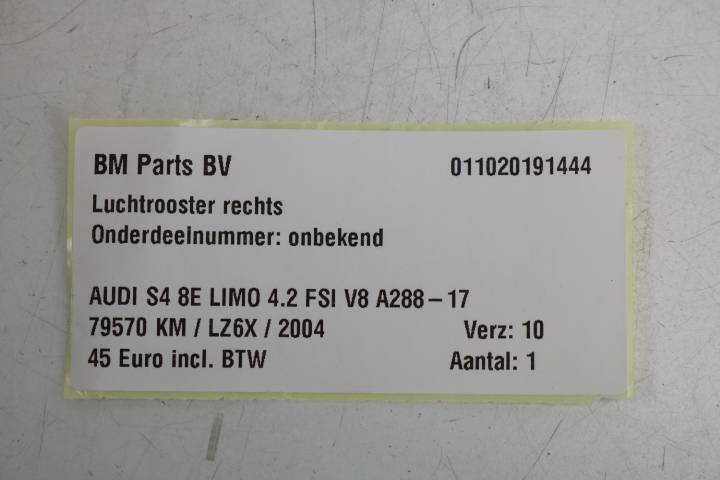 BM Parts BV 011020191444
Luchtrooster rechts
Onderdeelnummer: onbekend
AUDI S4 8E LIMO 4.2 FSI V8 A288-17
79570 KM / LZ6X / 2004 Verz: 10
45 Euro incl. BTW Aantal: 1